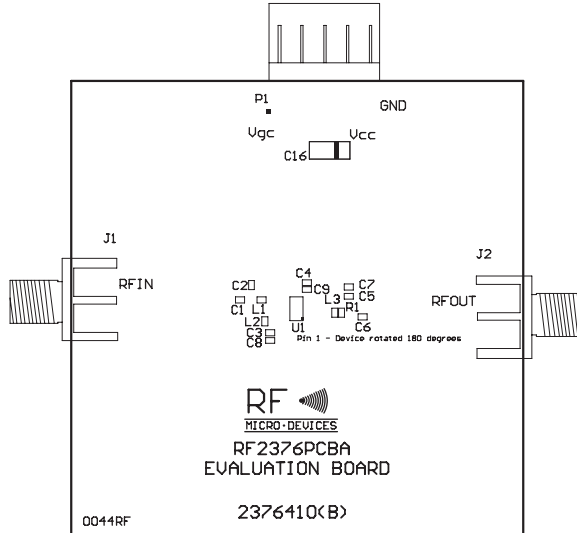 P1
GND
Vgc
Vcc
C16
J1
J2
RFIN
RFOUT
C2
C4
C9
C7
C5
L3
R1
C1
L1
L2
U1
C6
C3
C8
Pin 1 - Device rotated 180 degrees
RF
MICRO·DEVICES
RF2376PCBA
EVALUATION BOARD
2376410(B)
0044RF